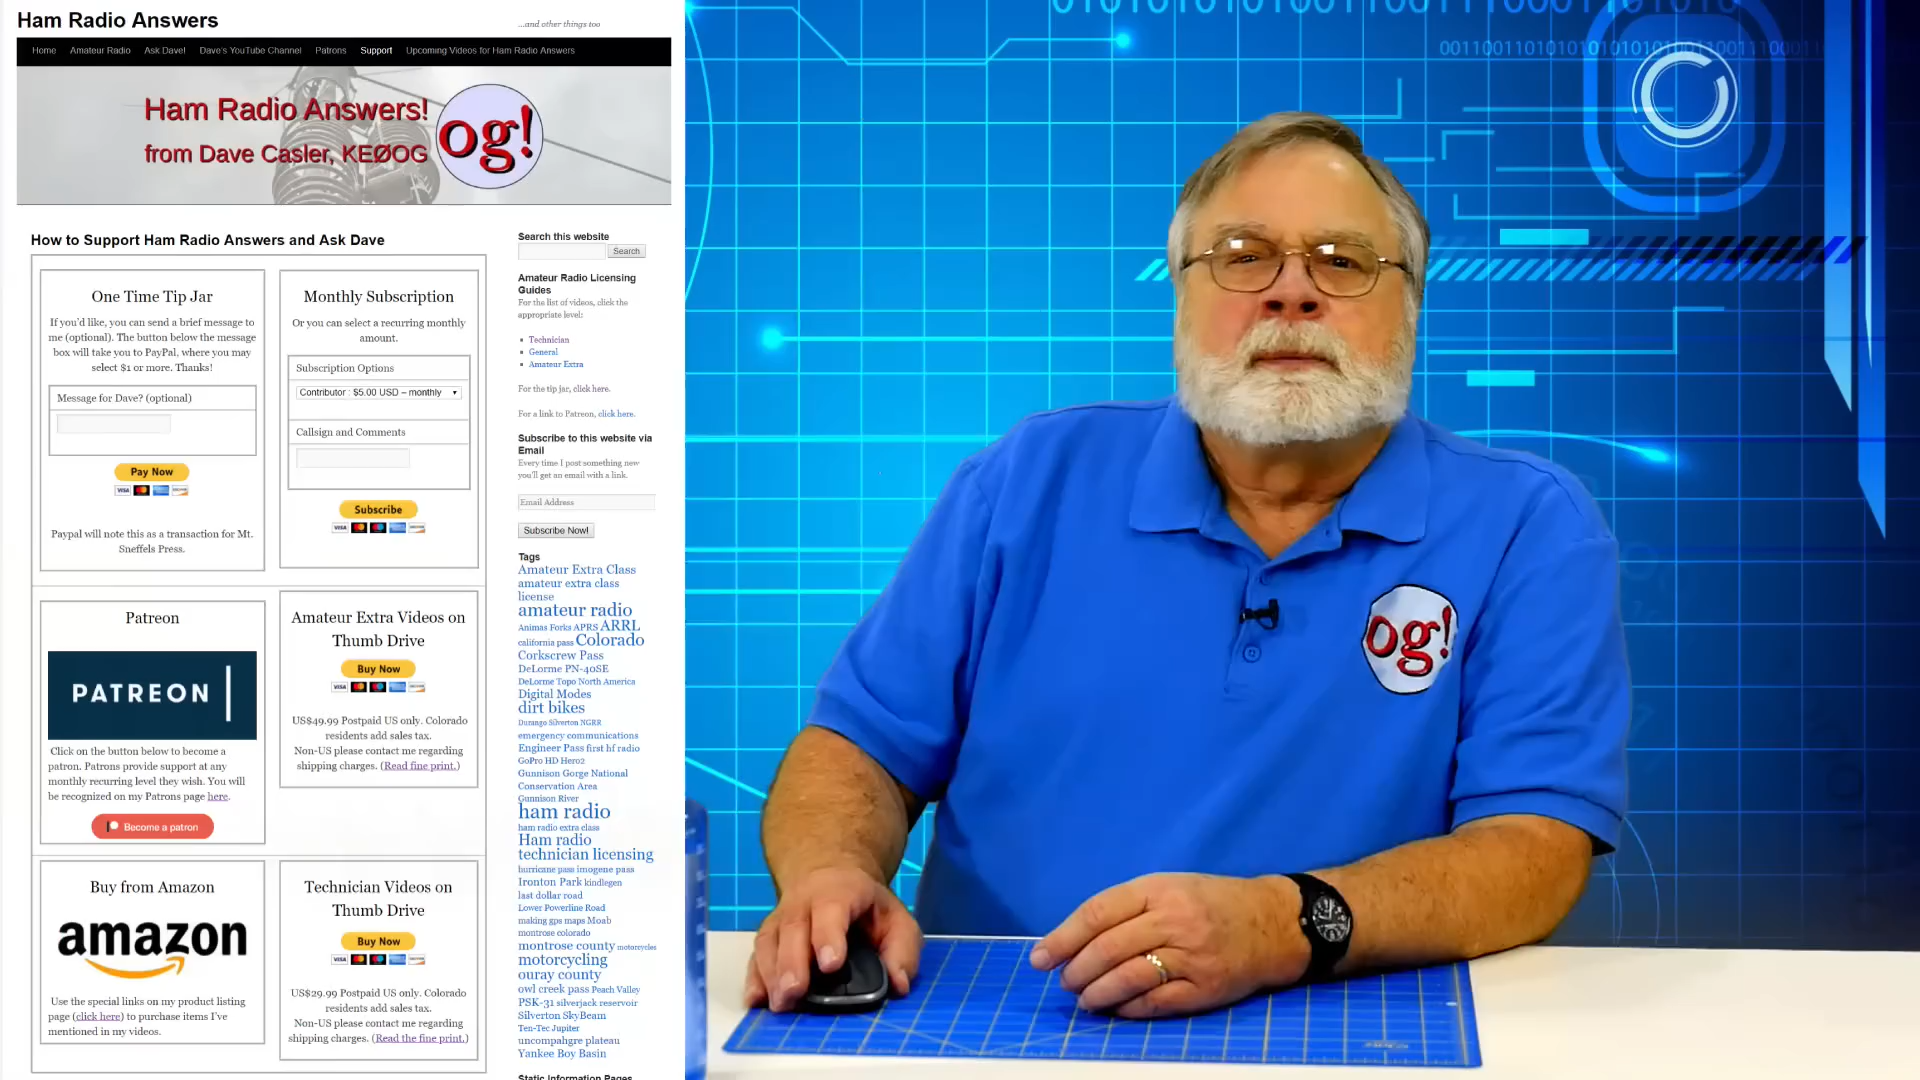 Ham Radio Answers
...and other things too
Home Amateur Radio Ask Dave! Dave's YouTube Channel Patrons Support Upcoming Videos for Ham Radio Answers
Ham Radio Answers!
from Dave Casler, KEØOG
og!
How to Support Ham Radio Answers and Ask Dave
One Time Tip Jar
If you'd like, you can send a brief message to
me (optional). The button below the message
box will take you to PayPal, where you may
select $1 or more. Thanks!
Message for Dave? (optional)
Pay Now
VISA
Paypal will note this as a transaction for Mt.
Sneffels Press.
Monthly Subscription
Or you can select a recurring monthly
amount.
Subscription Options
Contributor : $5.00 USD – monthly
Callsign and Comments
Subscribe
VISA
Patreon
PATREON
Click on the button below to become a
patron. Patrons provide support at any
monthly recurring level they wish. You will
be recognized on my Patrons page here.
Become a patron
Amateur Extra Videos on
Thumb Drive
Buy Now
VISA
US$49.99 Postpaid US only. Colorado
residents add sales tax.
Non-US please contact me regarding
shipping charges. (Read fine print.)
Buy from Amazon
amazon
Use the special links on my product listing
page (click here) to purchase items I've
mentioned in my videos.
Technician Videos on
Thumb Drive
Buy Now
VISA
US$29.99 Postpaid US only. Colorado
residents add sales tax.
Non-US please contact me regarding
shipping charges. (Read the fine print.)
Search this website
Search
Amateur Radio Licensing
Guides
For the list of videos, click the
appropriate level:
Technician
General
Amateur Extra
For the tip jar, click here.
For a link to Patreon, click here.
Subscribe to this website via
Email
Every time I post something new
you'll get an email with a link.
Email Address
Subscribe Now!
Tags
Amateur Extra Class
amateur extra class
license
amateur radio
Animas Forks APRS ARRL
california pass Colorado
Corkscrew Pass
DeLorme PN-40SE
DeLorme Topo North America
Digital Modes
dirt bikes
Durango Silverton NGRR
emergency communications
Engineer Pass first hf radio
GoPro HD Hero2
Gunnison Gorge National
Conservation Area
Gunnison River
ham radio
ham radio extra class
Ham radio
technician licensing
hurricane pass imogene pass
Ironton Park kindlegen
last dollar road
Lower Powerline Road
making gps maps Moab
montrose colorado
montrose county motorcycles
motorcycling
ouray county
owl creek pass Peach Valley
PSK-31 silverjack reservoir
Silverton SkyBeam
Ten-Tec Jupiter
uncompahgre plateau
Yankee Boy Basin
Static Information Pages
og!